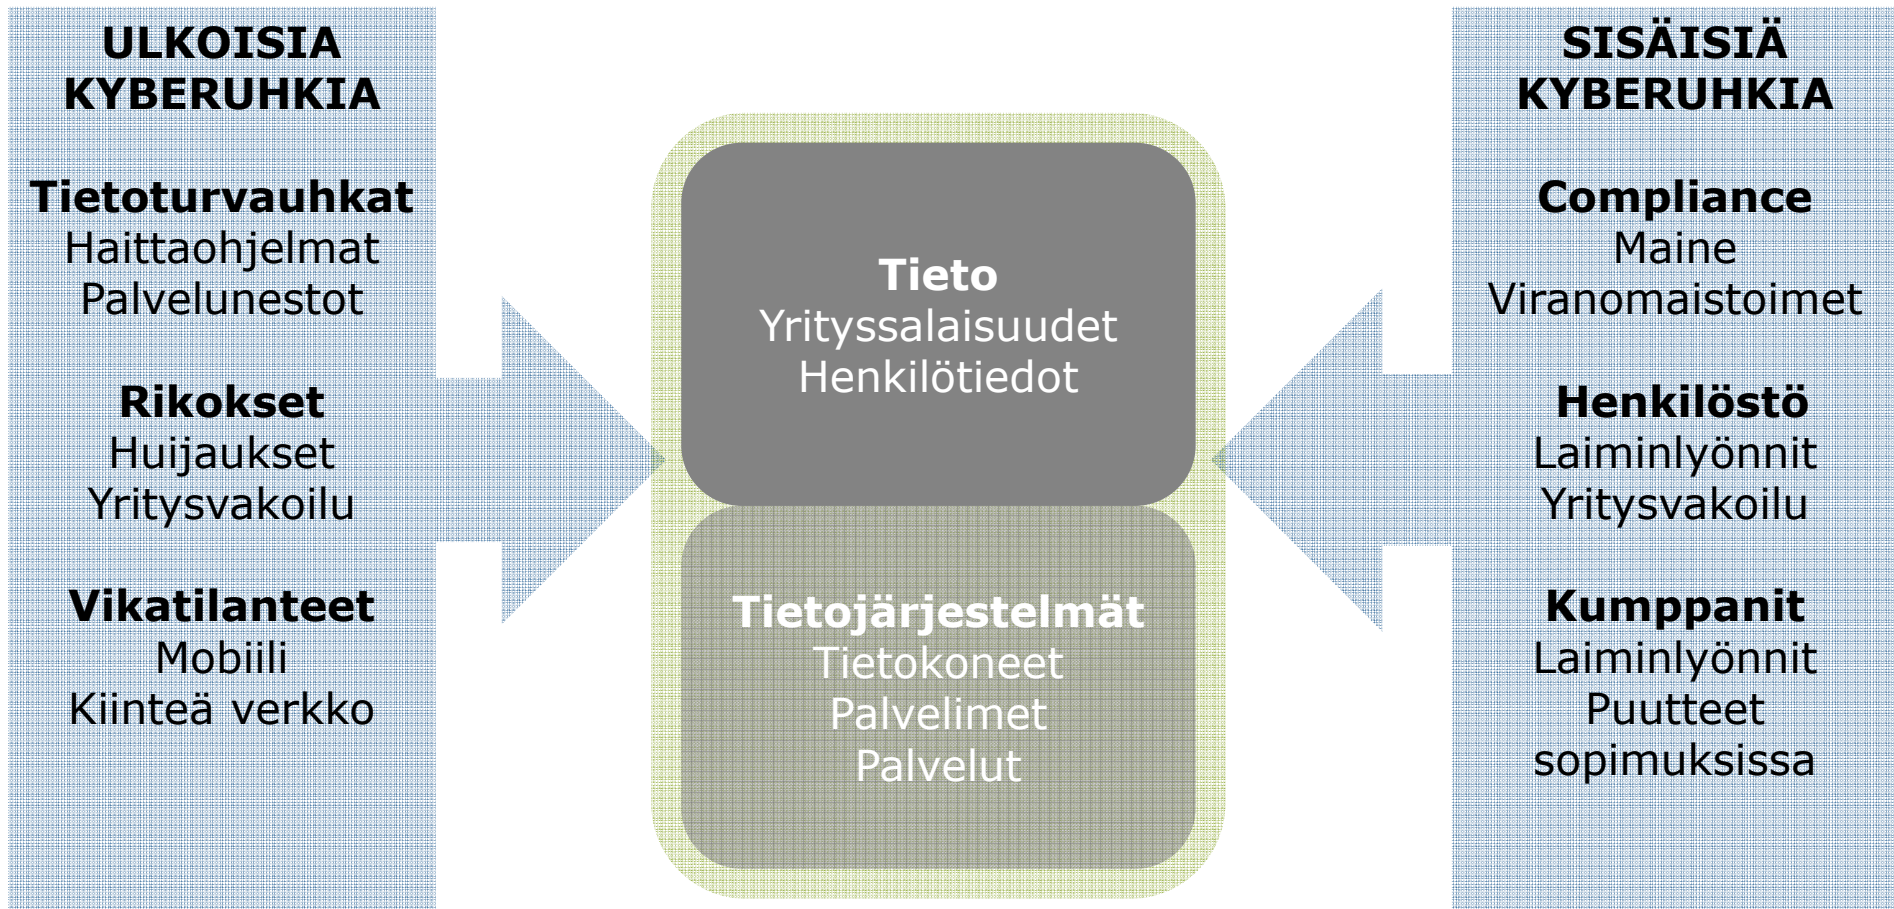 ULKOISIA
KYBERUHKIA
Tietoturvauhkat
Haittaohjelmat
Palvelunestot
Rikokset
Huijaukset
Yritysvakoilu
Vikatilanteet
Mobiili
Kiinteä verkko
Tieto
Yrityssalaisuudet
Henkilötiedot
Tietojärjestelmät
Tietokoneet
Palvelimet
Palvelut
SISÄISIÄ
KYBERUHKIA
Compliance
Maine
Viranomaistoimet
Henkilöstö
Laiminlyönnit
Yritysvakoilu
Kumppanit
Laiminlyönnit
Puutteet
sopimuksissa